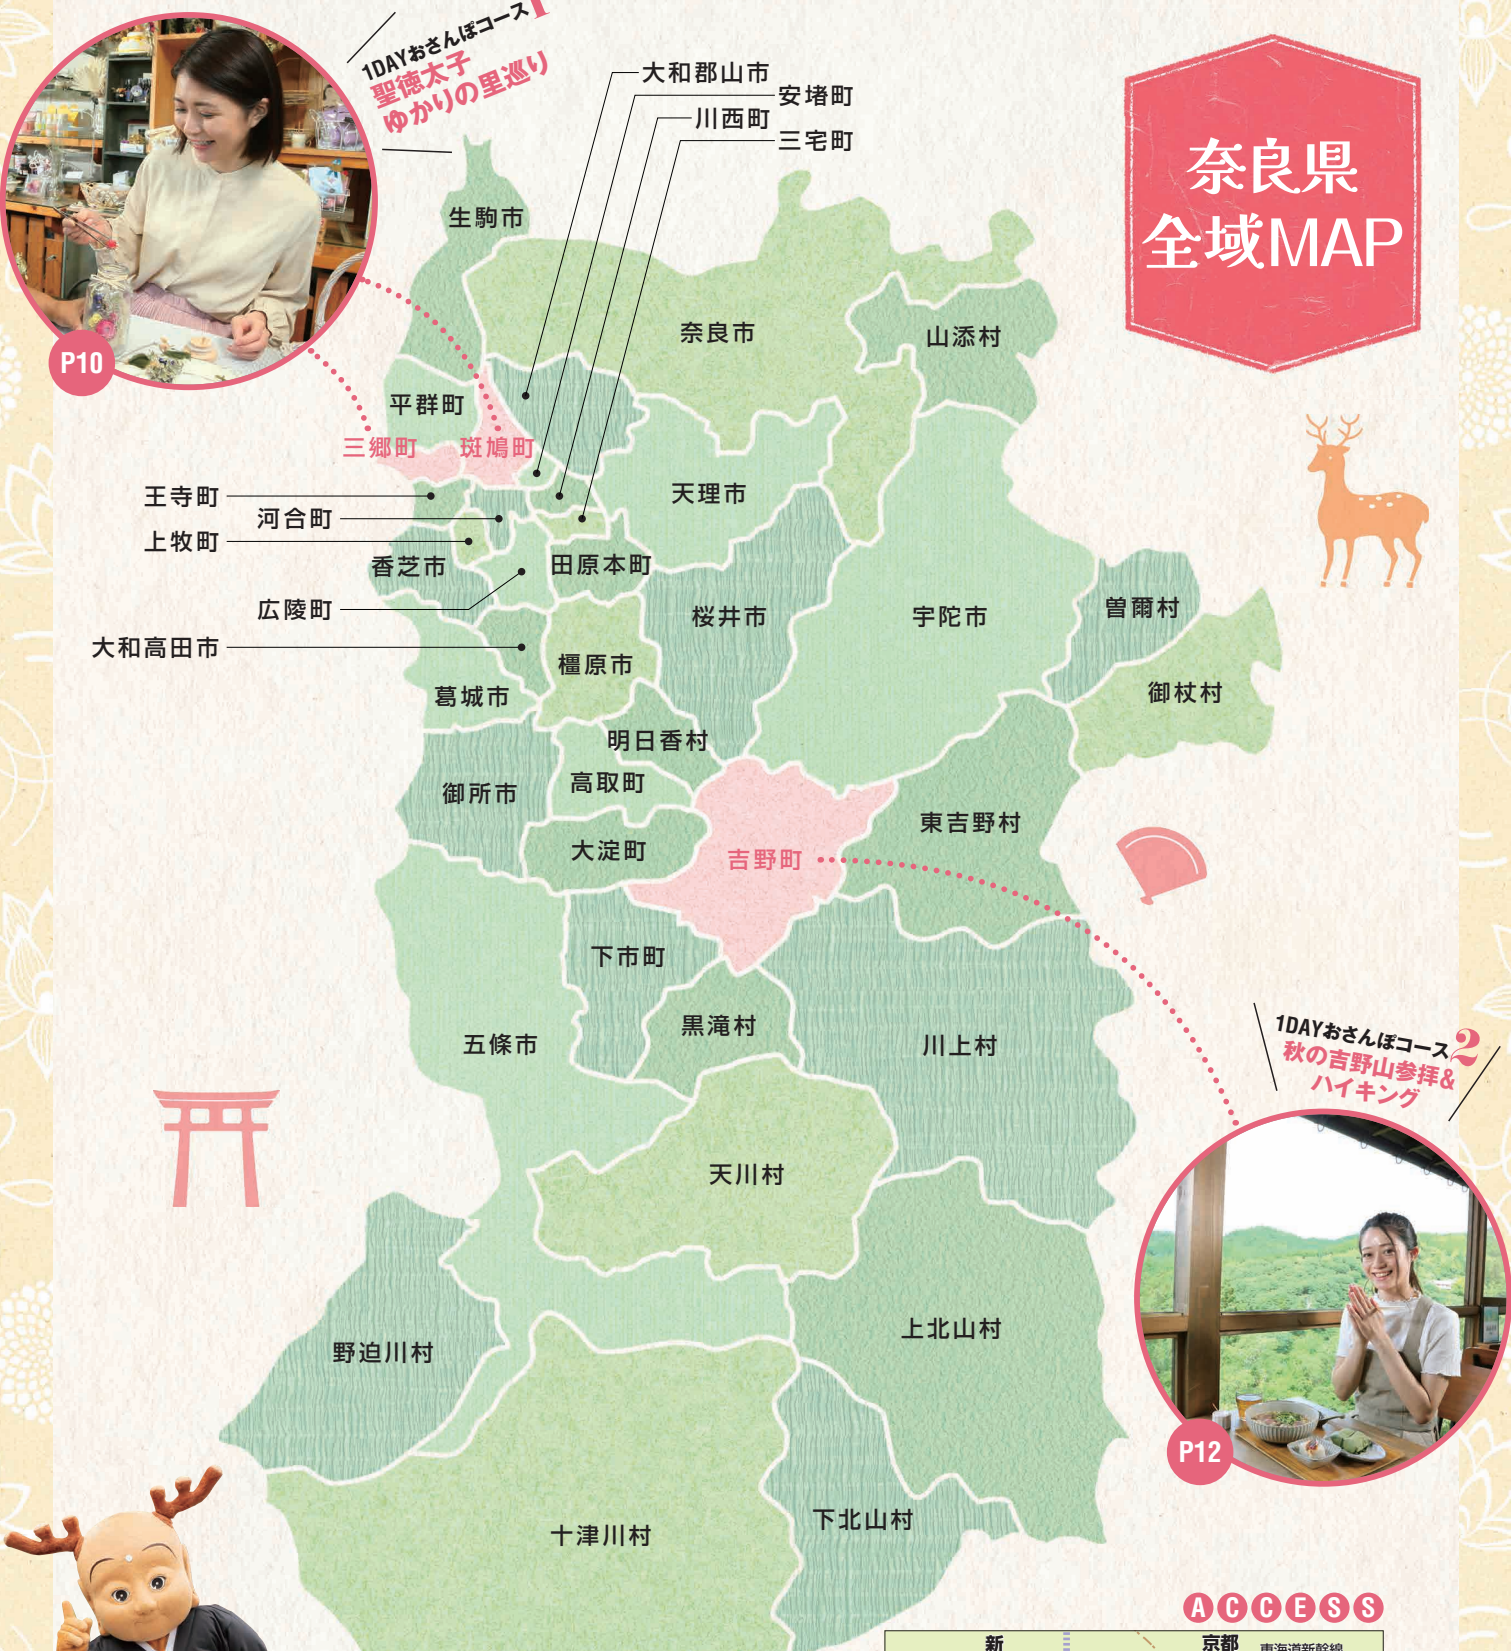 1DAYおさんぽコース1
聖徳太子
ゆかりの里巡り
P10
奈良県
全域MAP
大和郡山市
安堵町
川西町
三宅町
生駒市
奈良市
山添村
平群町
三郷町
斑鳩町
天理市
王寺町
河合町
上牧町
香芝市
田原本町
広陵町
大和高田市
桜井市
宇陀市
曽爾村
橿原市
葛城市
御杖村
明日香村
高取町
御所市
東吉野村
大淀町
吉野町
下市町
黒滝村
五條市
川上村
1DAYおさんぽコース2
秋の吉野山参拝&
ハイキング
P12
天川村
上北山村
野迫川村
下北山村
十津川村
ACCESS
新
京都
東海道新幹線